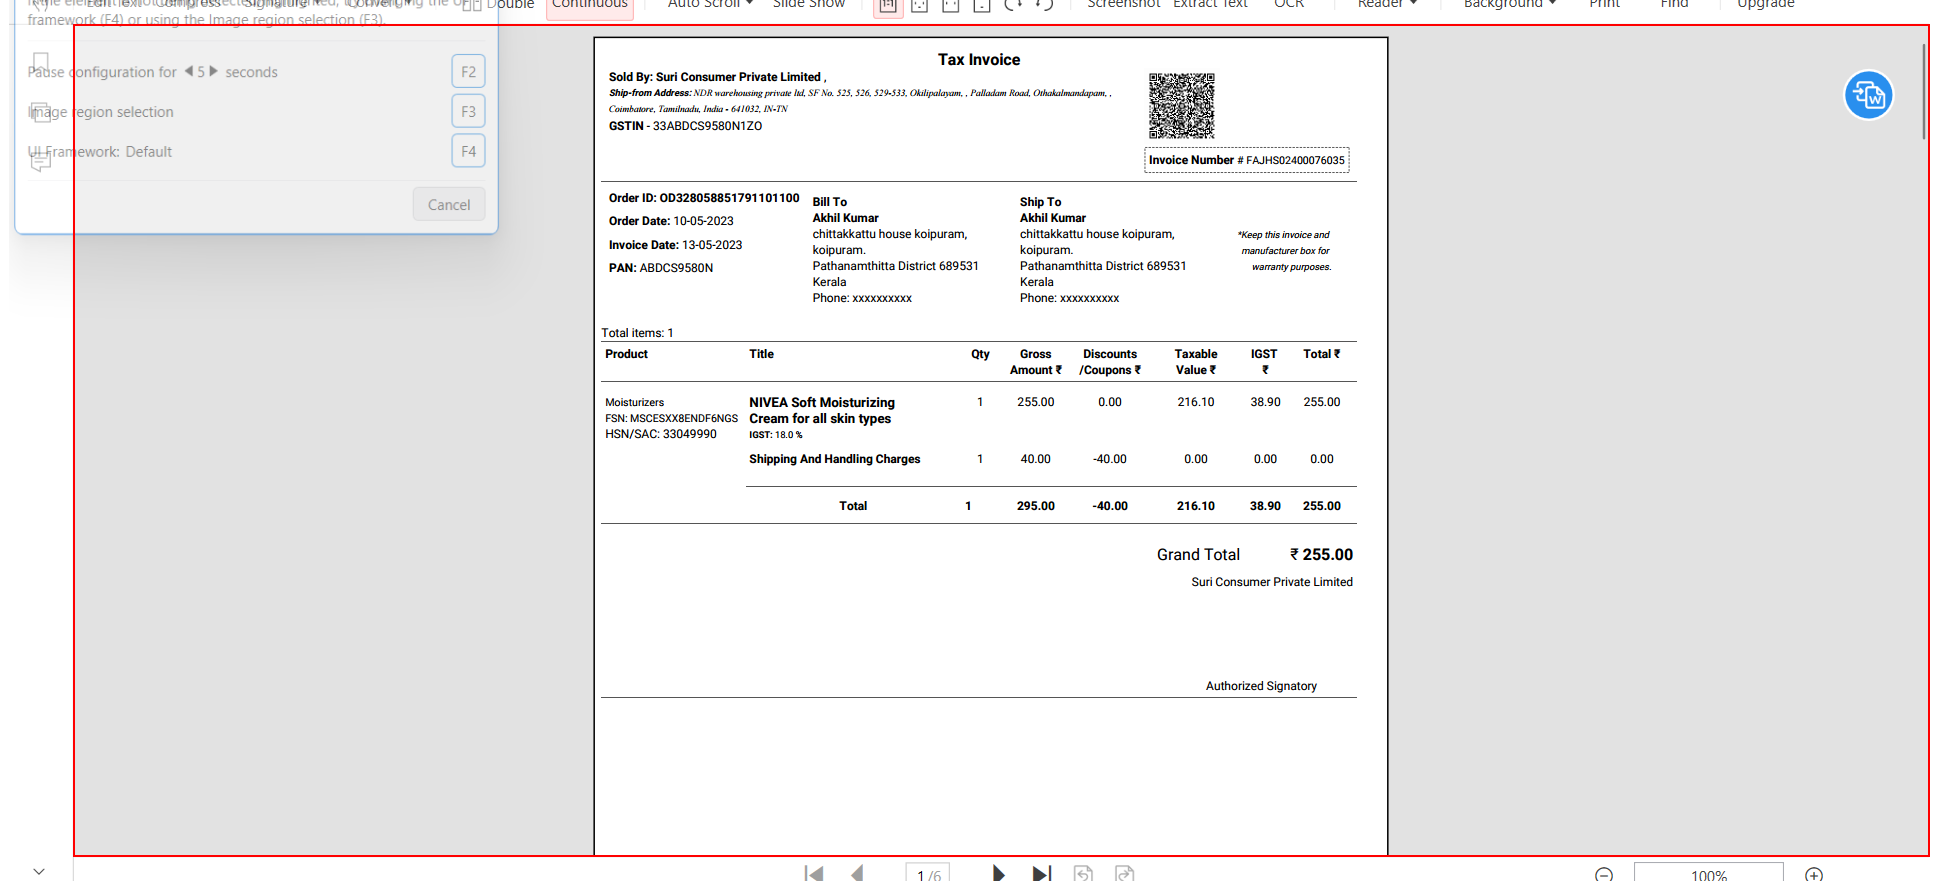 Edit Text Compress Signature Convert Double Continuous Auto Scroll Slide Show 1:1 Screenshot Extract Text OCR Reader Background Print Find Upgrade
framework (F4) or using the Image region selection (F3).
Pause configuration for 5 seconds F2
Image region selection F3
UI Framework: Default F4
Cancel
W
Tax Invoice
Sold By: Suri Consumer Private Limited ,
Ship-from Address: NDR warehousing private ltd, SF No. 525, 526, 529-533, Okilipalayam, , Palladam Road, Othakalmandapam, ,
Coimbatore, Tamilnadu, India - 641032, IN-TN
GSTIN - 33ABDCS9580N1ZO
Invoice Number # FAJHS02400076035
Order ID: OD328058851791101100
Order Date: 10-05-2023
Invoice Date: 13-05-2023
PAN: ABDCS9580N
Bill To
Akhil Kumar
chittakkattu house koipuram,
koipuram.
Pathanamthitta District 689531
Kerala
Phone: xxxxxxxxxx
Ship To
Akhil Kumar
chittakkattu house koipuram,
koipuram.
Pathanamthitta District 689531
Kerala
Phone: xxxxxxxxxx
*Keep this invoice and
manufacturer box for
warranty purposes.
Total items: 1
Product Title Qty Gross Amount ₹ Discounts /Coupons ₹ Taxable Value ₹ IGST ₹ Total ₹
Moisturizers
FSN: MSCESXX8ENDF6NGS
HSN/SAC: 33049990
NIVEA Soft Moisturizing 1 255.00 0.00 216.10 38.90 255.00
Cream for all skin types
IGST: 18.0 %
Shipping And Handling Charges 1 40.00 -40.00 0.00 0.00 0.00
Total 1 295.00 -40.00 216.10 38.90 255.00
Grand Total ₹ 255.00
Suri Consumer Private Limited
Authorized Signatory
1 /6
100%